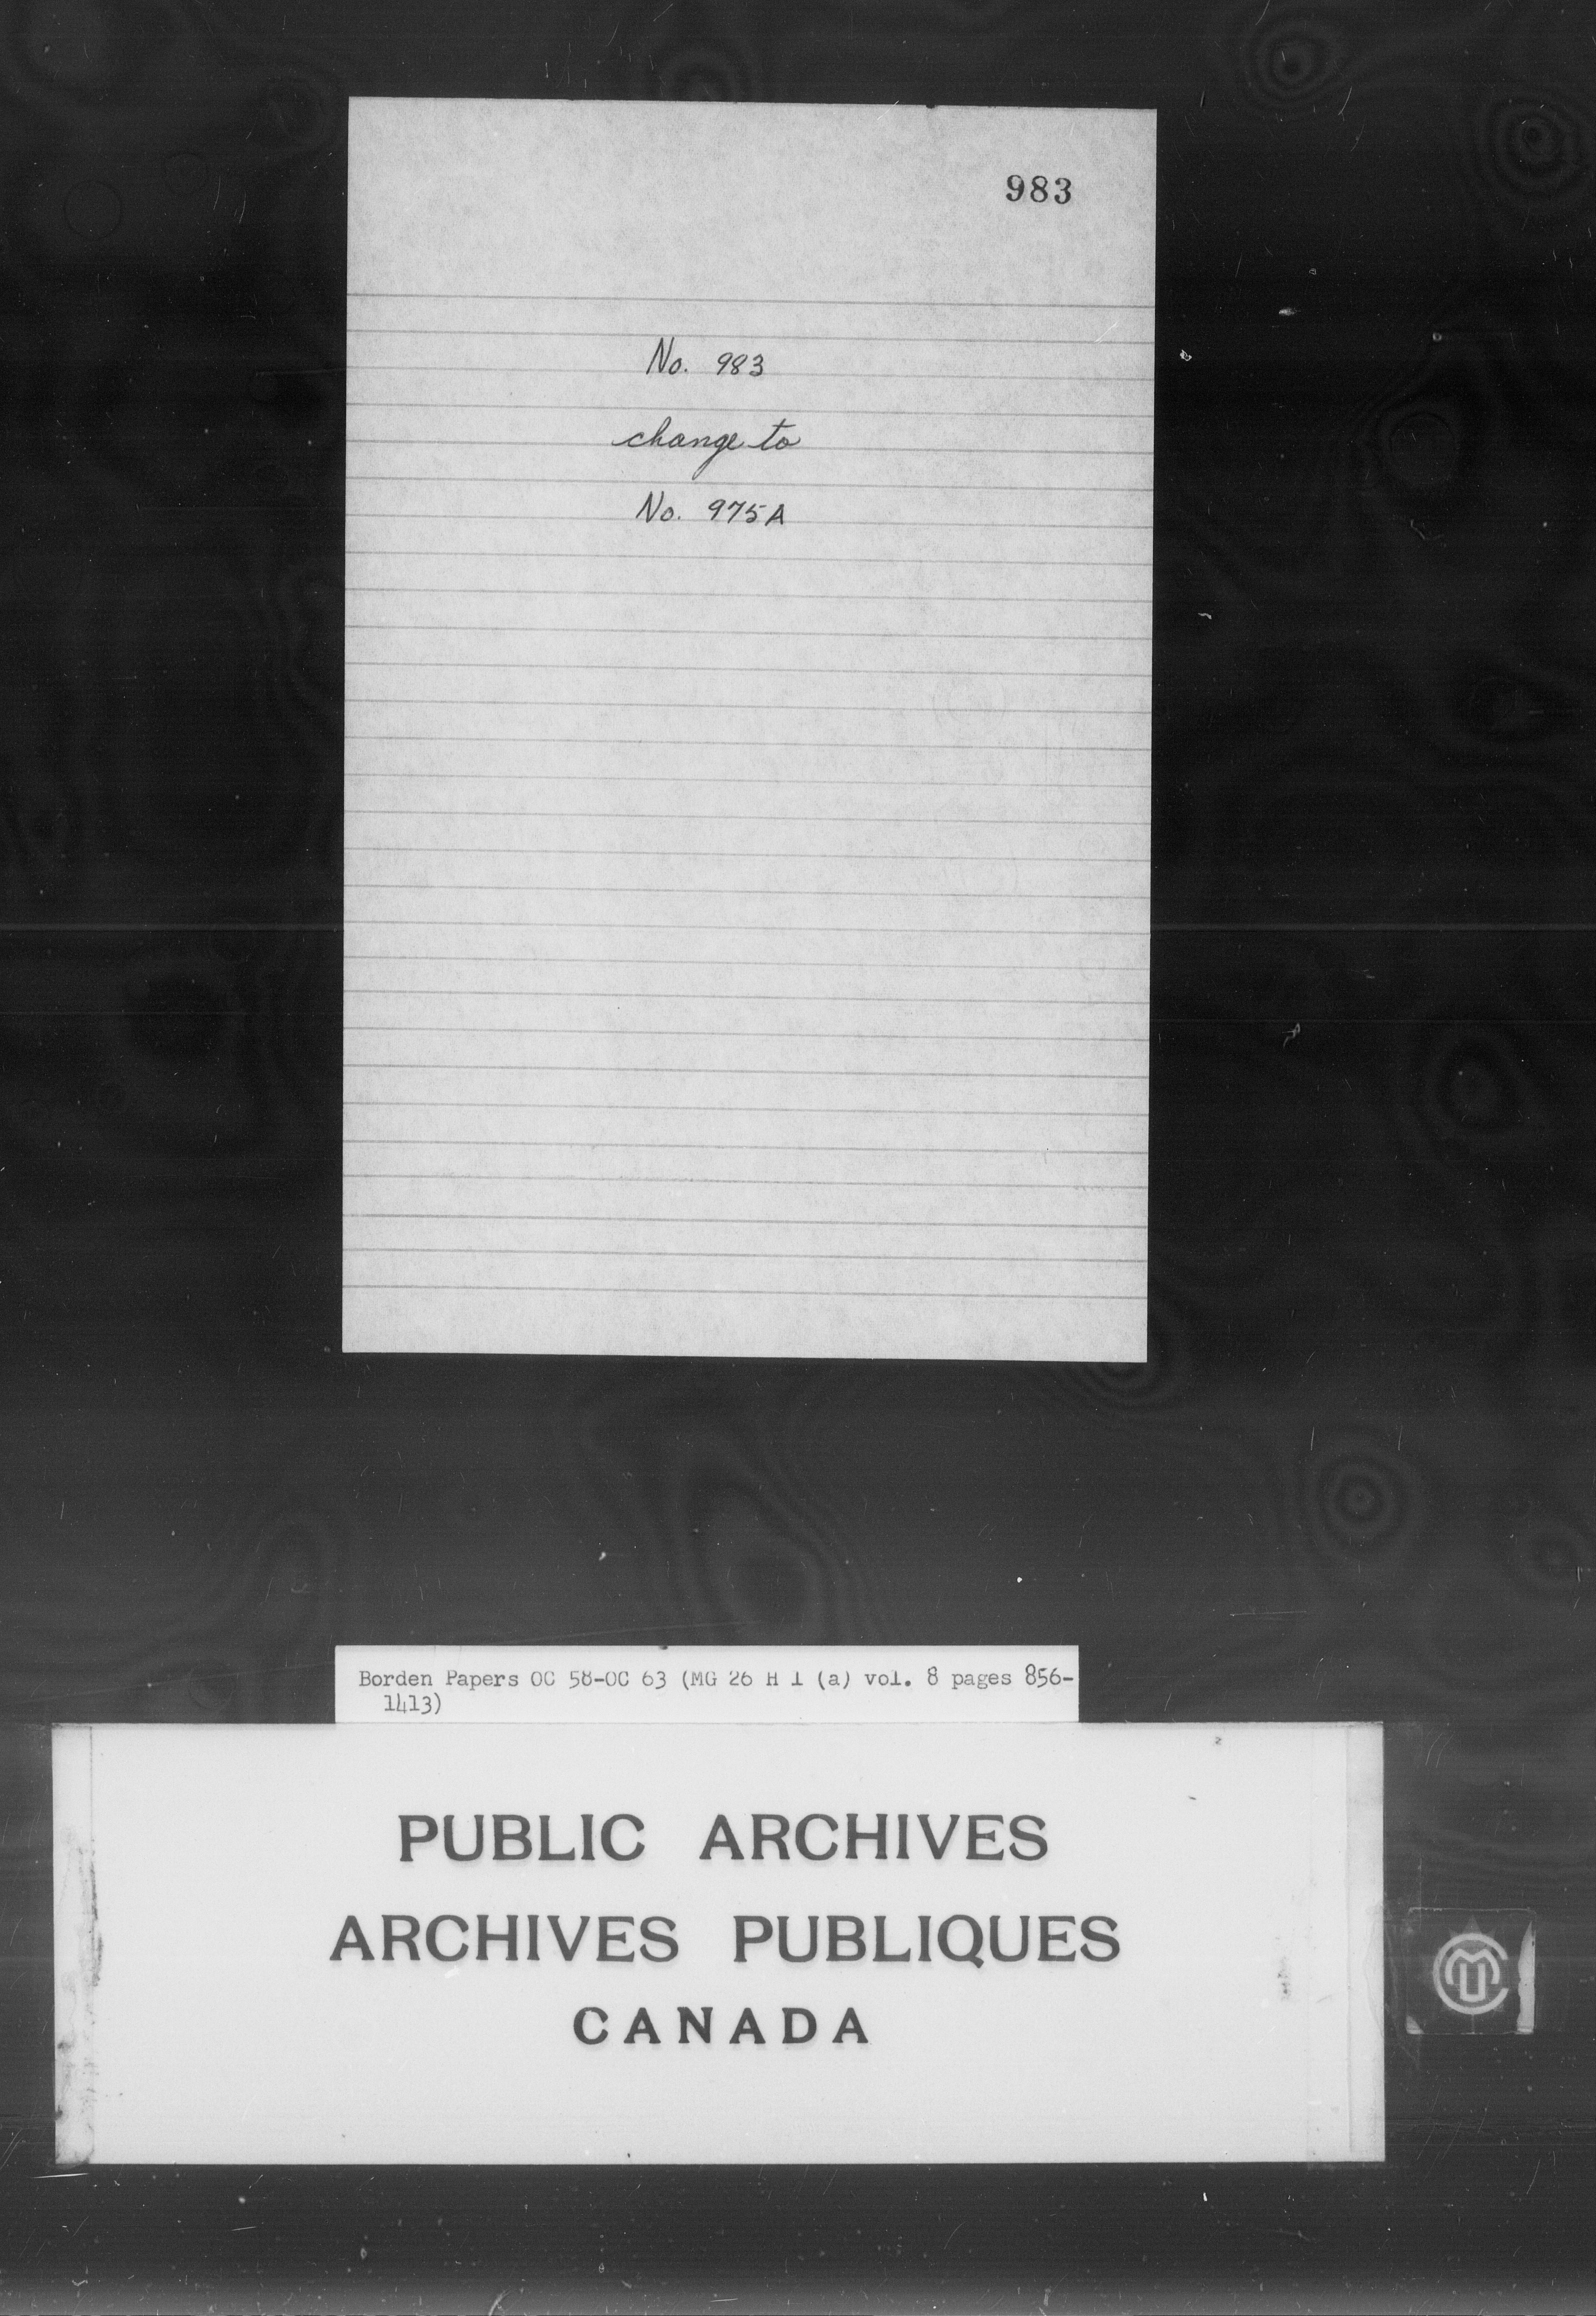 983
No. 983
change to
No. 975A
Borden Papers OC 58-OC 63 (MG 26 H 1 (a) vol. 8 pages 856-
1413)
PUBLIC ARCHIVES
ARCHIVES PUBLIQUES
CANADA